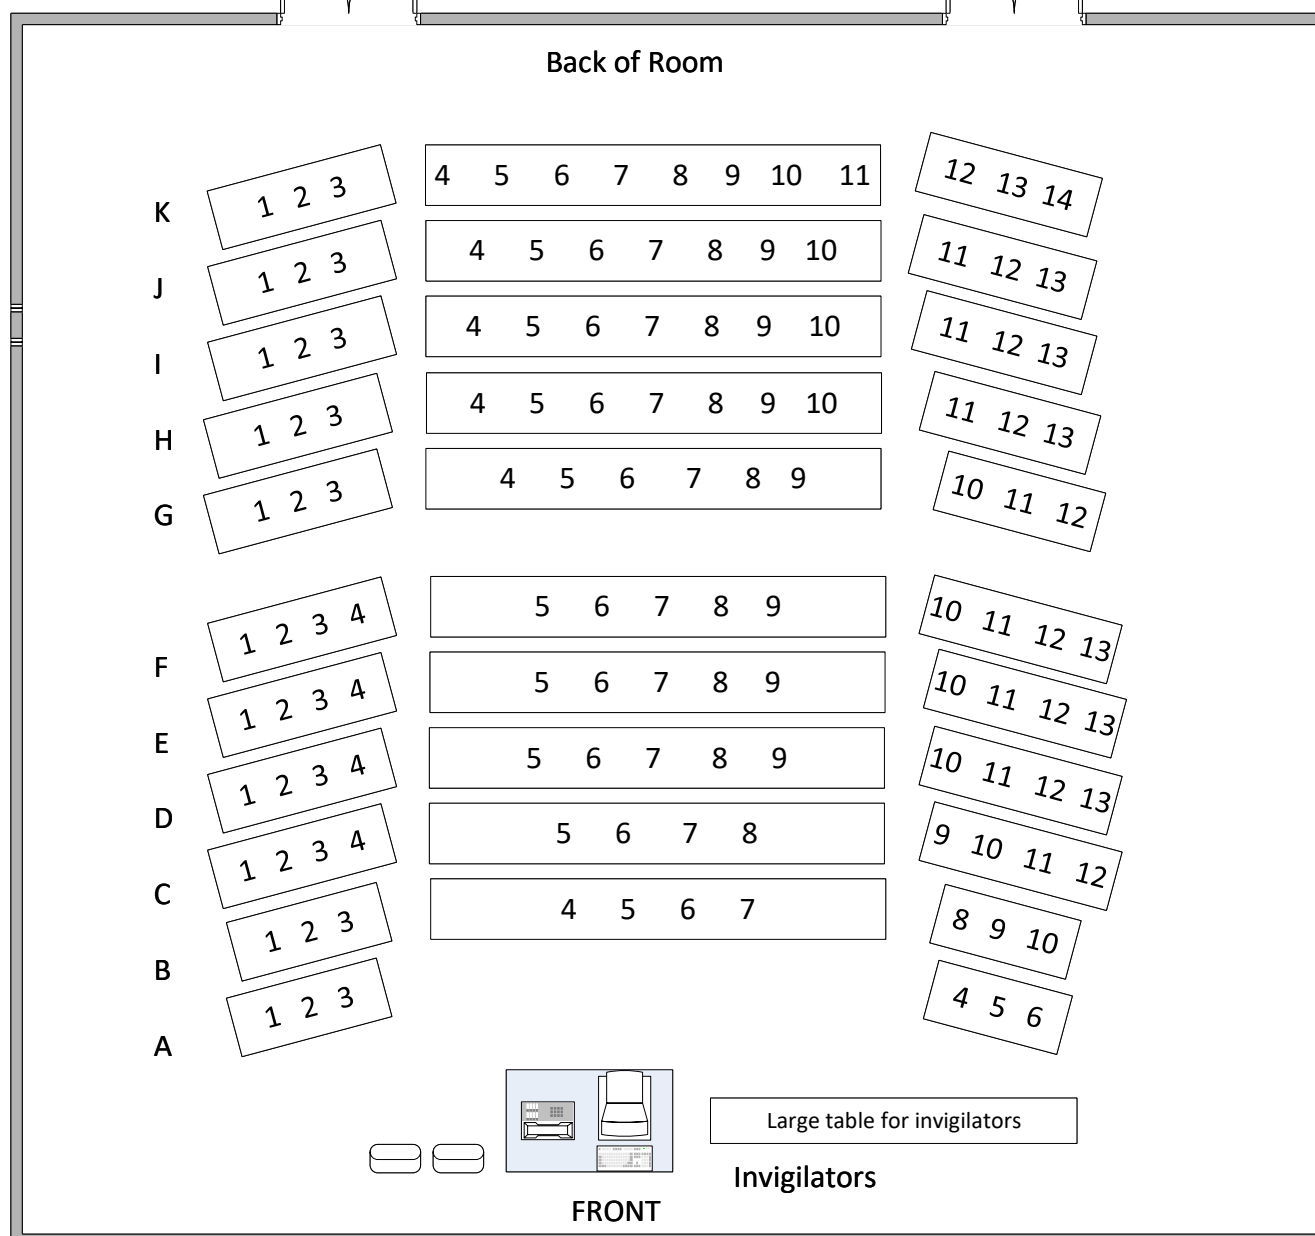 Back of Room
K 1 2 3 4 5 6 7 8 9 10 11 12 13 14
J 1 2 3 4 5 6 7 8 9 10 11 12 13
I 1 2 3 4 5 6 7 8 9 10 11 12 13
H 1 2 3 4 5 6 7 8 9 10 11 12 13
G 1 2 3 4 5 6 7 8 9 10 11 12
F 1 2 3 4 5 6 7 8 9 10 11 12 13
E 1 2 3 4 5 6 7 8 9 10 11 12 13
D 1 2 3 4 5 6 7 8 9 10 11 12 13
C 1 2 3 4 5 6 7 8 9 10 11 12
B 1 2 3 4 5 6 7 8 9 10
A 1 2 3 4 5 6
Large table for invigilators
Invigilators
FRONT